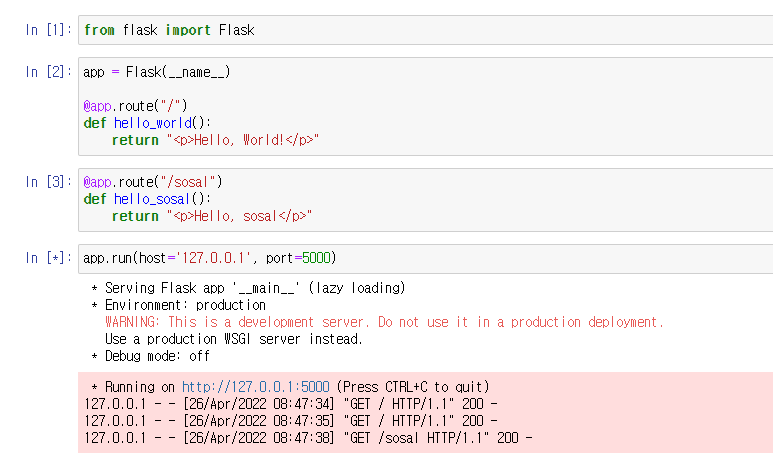 In [1]: from flask import Flask
In [2]: app = Flask(__name__)
@app.route("/")
def hello_world():
    return "<p>Hello, World!</p>"
In [3]: @app.route("/sosal")
def hello_sosal():
    return "<p>Hello, sosal</p>"
In [*]: app.run(host='127.0.0.1', port=5000)
* Serving Flask app '__main__' (lazy loading)
* Environment: production
WARNING: This is a development server. Do not use it in a production deployment.
Use a production WSGI server instead.
* Debug mode: off
* Running on http://127.0.0.1:5000 (Press CTRL+C to quit)
127.0.0.1 - - [26/Apr/2022 08:47:34] "GET / HTTP/1.1" 200 -
127.0.0.1 - - [26/Apr/2022 08:47:35] "GET / HTTP/1.1" 200 -
127.0.0.1 - - [26/Apr/2022 08:47:38] "GET /sosal HTTP/1.1" 200 -